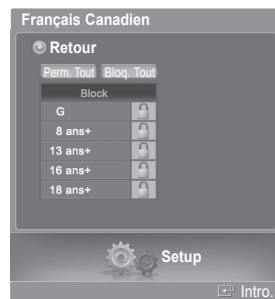 Français Canadien
Retour
Perm. Tout Bloq. Tout
Block
G
8 ans+
13 ans+
16 ans+
18 ans+
Setup
Intro.